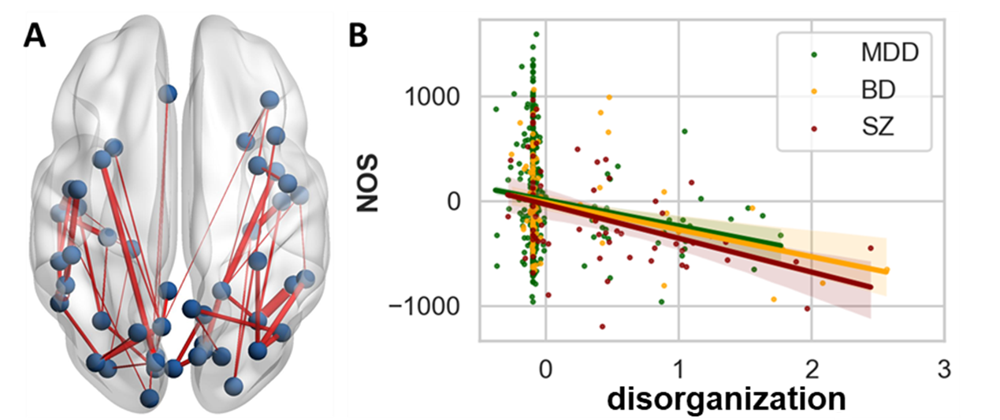 A
B
MDD
BD
SZ
1000
0
−1000
NOS
0
1
2
3
disorganization